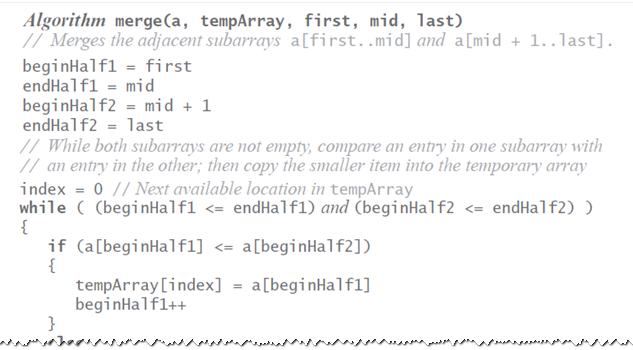 Algorithm merge(a, tempArray, first, mid, last)
// Merges the adjacent subarrays a[first..mid] and a[mid + 1..last].
beginHalf1 = first
endHalf1 = mid
beginHalf2 = mid + 1
endHalf2 = last
// While both subarrays are not empty, compare an entry in one subarray with
// an entry in the other; then copy the smaller item into the temporary array
index = 0 // Next available location in tempArray
while ( (beginHalf1 <= endHalf1) and (beginHalf2 <= endHalf2) )
{
if (a[beginHalf1] <= a[beginHalf2])
{
tempArray[index] = a[beginHalf1]
beginHalf1++
}